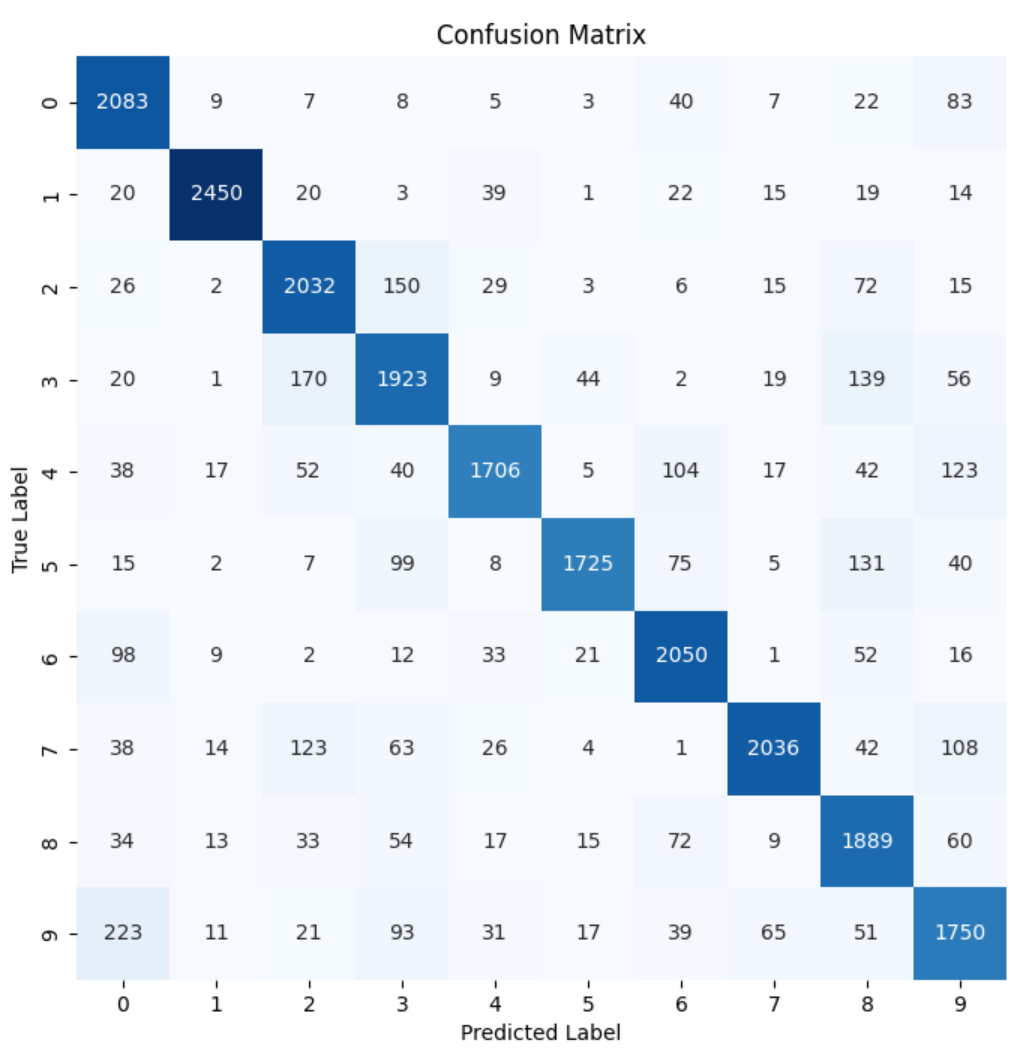 Confusion Matrix
0 2083 9 7 8 5 3 40 7 22 83
1 20 2450 20 3 39 1 22 15 19 14
2 26 2 2032 150 29 3 6 15 72 15
3 20 1 170 1923 9 44 2 19 139 56
4 38 17 52 40 1706 5 104 17 42 123
True Label
5 15 2 7 99 8 1725 75 5 131 40
6 98 9 2 12 33 21 2050 1 52 16
7 38 14 123 63 26 4 1 2036 42 108
8 34 13 33 54 17 15 72 9 1889 60
9 223 11 21 93 31 17 39 65 51 1750
0 1 2 3 4 5 6 7 8 9
Predicted Label